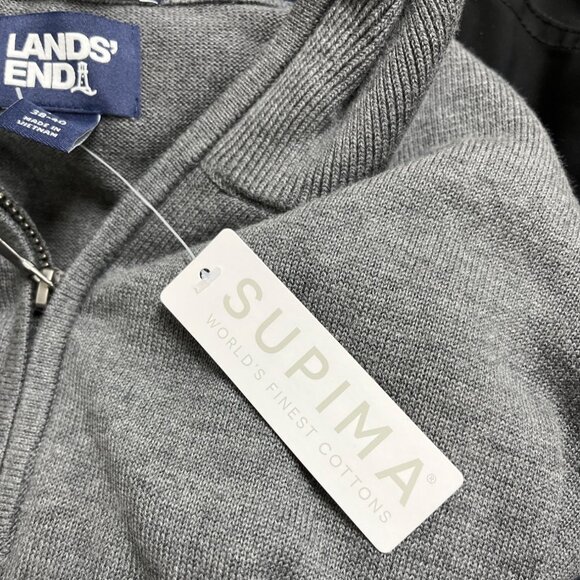 LANDS'
END
38-40
MADE IN
VIETNAM
SUPIMA®
WORLD'S FINEST COTTONS